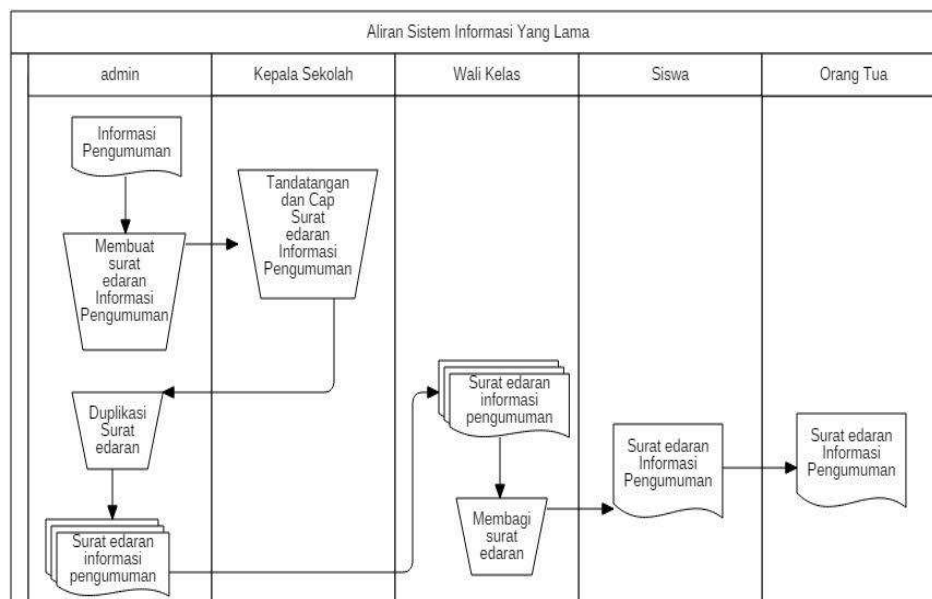 Aliran Sistem Informasi Yang Lama
admin
Kepala Sekolah
Wali Kelas
Siswa
Orang Tua
Informasi
Pengumuman
Membuat
surat
edaran
Informasi
Pengumuman
Tandatangan
dan Cap
Surat
edaran
Informasi
Pengumuman
Duplikasi
Surat
edaran
Surat edaran
informasi
pengumuman
Surat edaran
informasi
pengumuman
Membagi
surat
edaran
Surat edaran
Informasi
Pengumuman
Surat edaran
Informasi
Pengumuman